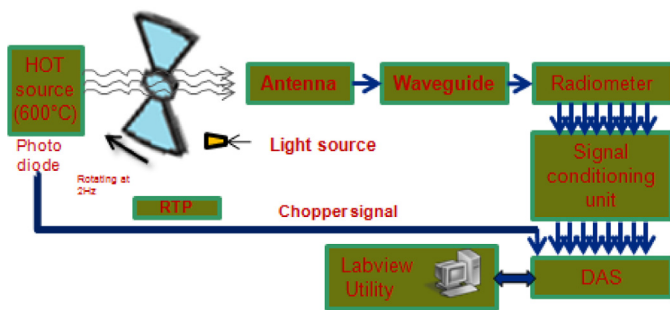 HOT
source
(600°C)
Photo
diode
Rotating at
2Hz
Antenna
Waveguide
Radiometer
Light source
Signal
conditioning
unit
RTP
Chopper signal
Labview
Utility
DAS